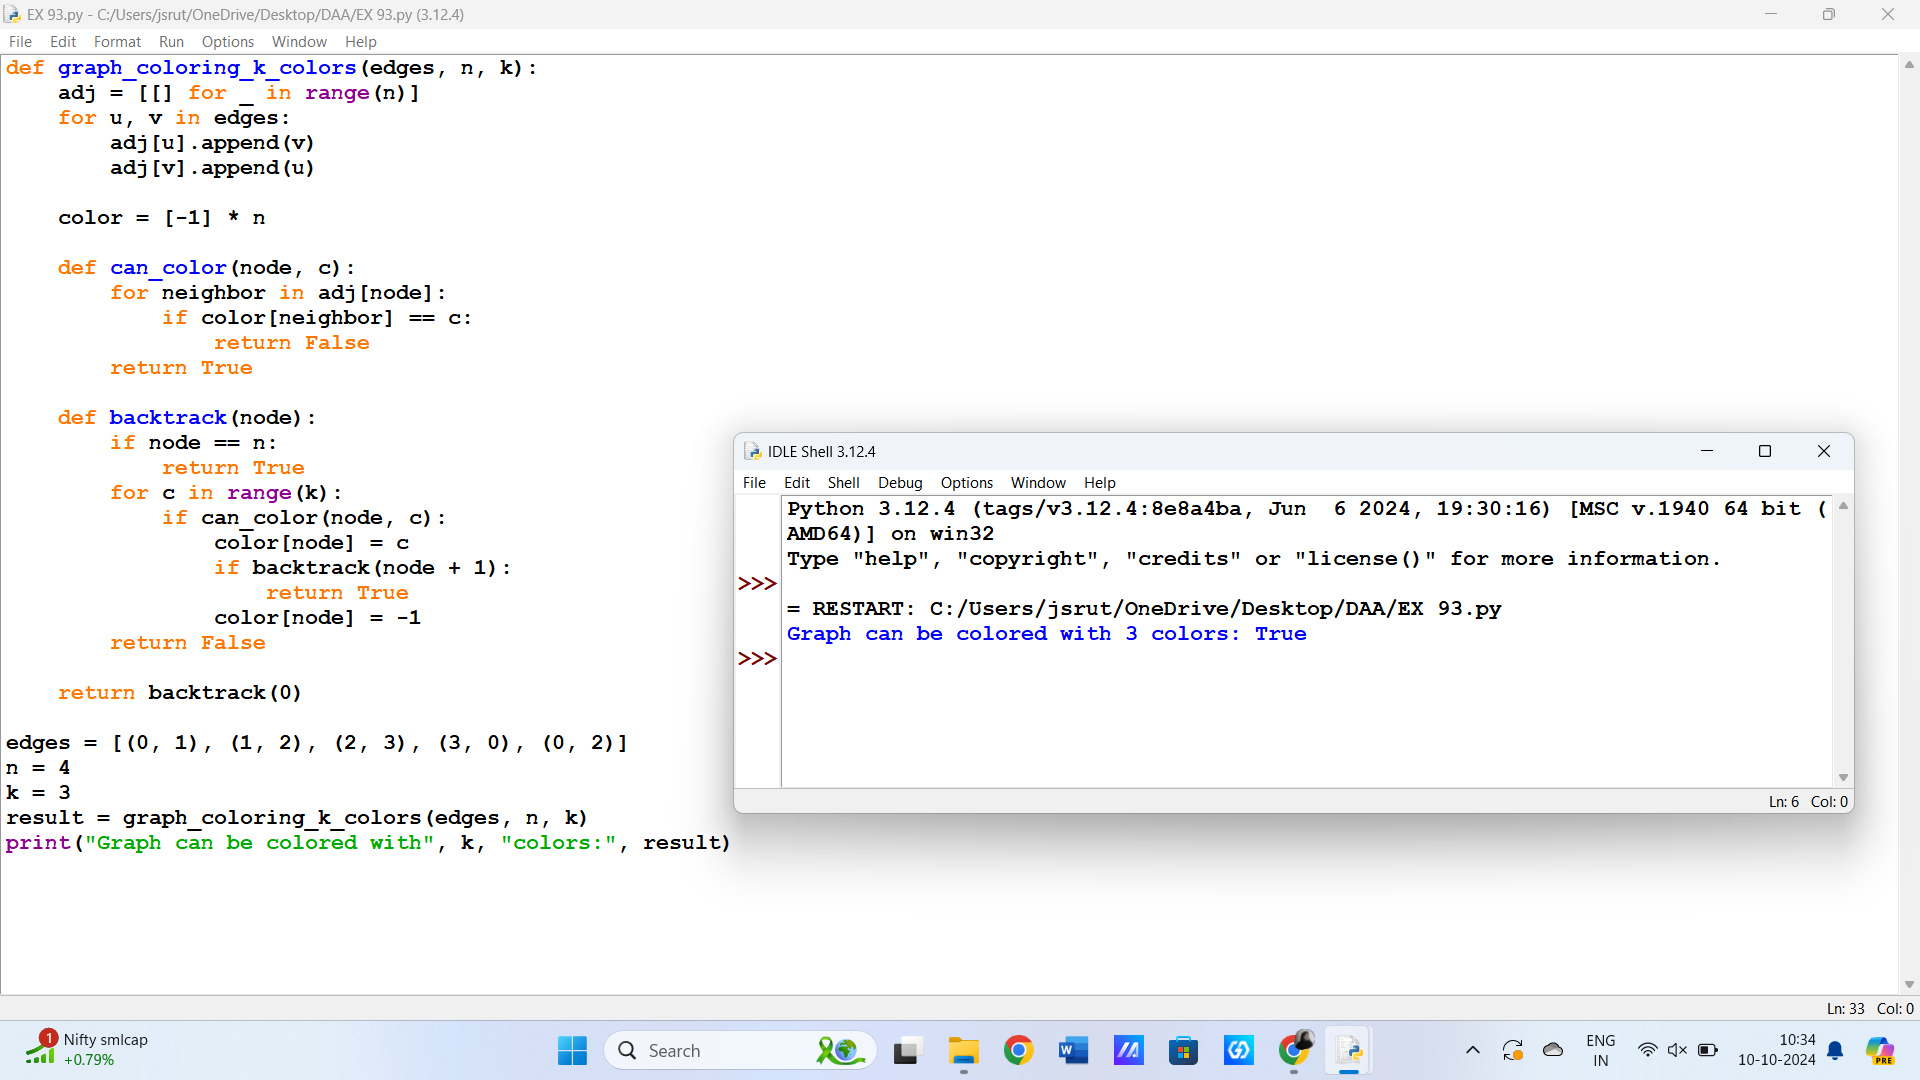 EX 93.py - C:/Users/jsrut/OneDrive/Desktop/DAA/EX 93.py (3.12.4)
File Edit Format Run Options Window Help
def graph_coloring_k_colors(edges, n, k):
    adj = [[] for _ in range(n)]
    for u, v in edges:
        adj[u].append(v)
        adj[v].append(u)
    color = [-1] * n
    def can_color(node, c):
        for neighbor in adj[node]:
            if color[neighbor] == c:
                return False
        return True
    def backtrack(node):
        if node == n:
            return True
        for c in range(k):
            if can_color(node, c):
                color[node] = c
                if backtrack(node + 1):
                    return True
                color[node] = -1
        return False
    return backtrack(0)
edges = [(0, 1), (1, 2), (2, 3), (3, 0), (0, 2)]
n = 4
k = 3
result = graph_coloring_k_colors(edges, n, k)
print("Graph can be colored with", k, "colors:", result)
IDLE Shell 3.12.4
File Edit Shell Debug Options Window Help
Python 3.12.4 (tags/v3.12.4:8e8a4ba, Jun  6 2024, 19:30:16) [MSC v.1940 64 bit (
AMD64)] on win32
Type "help", "copyright", "credits" or "license()" for more information.
>>>
= RESTART: C:/Users/jsrut/OneDrive/Desktop/DAA/EX 93.py
Graph can be colored with 3 colors: True
>>>
Ln: 6 Col: 0
Ln: 33 Col: 0
1
Nifty smlcap
+0.79%
Search
W
ENG
IN
10:34
10-10-2024
PRE